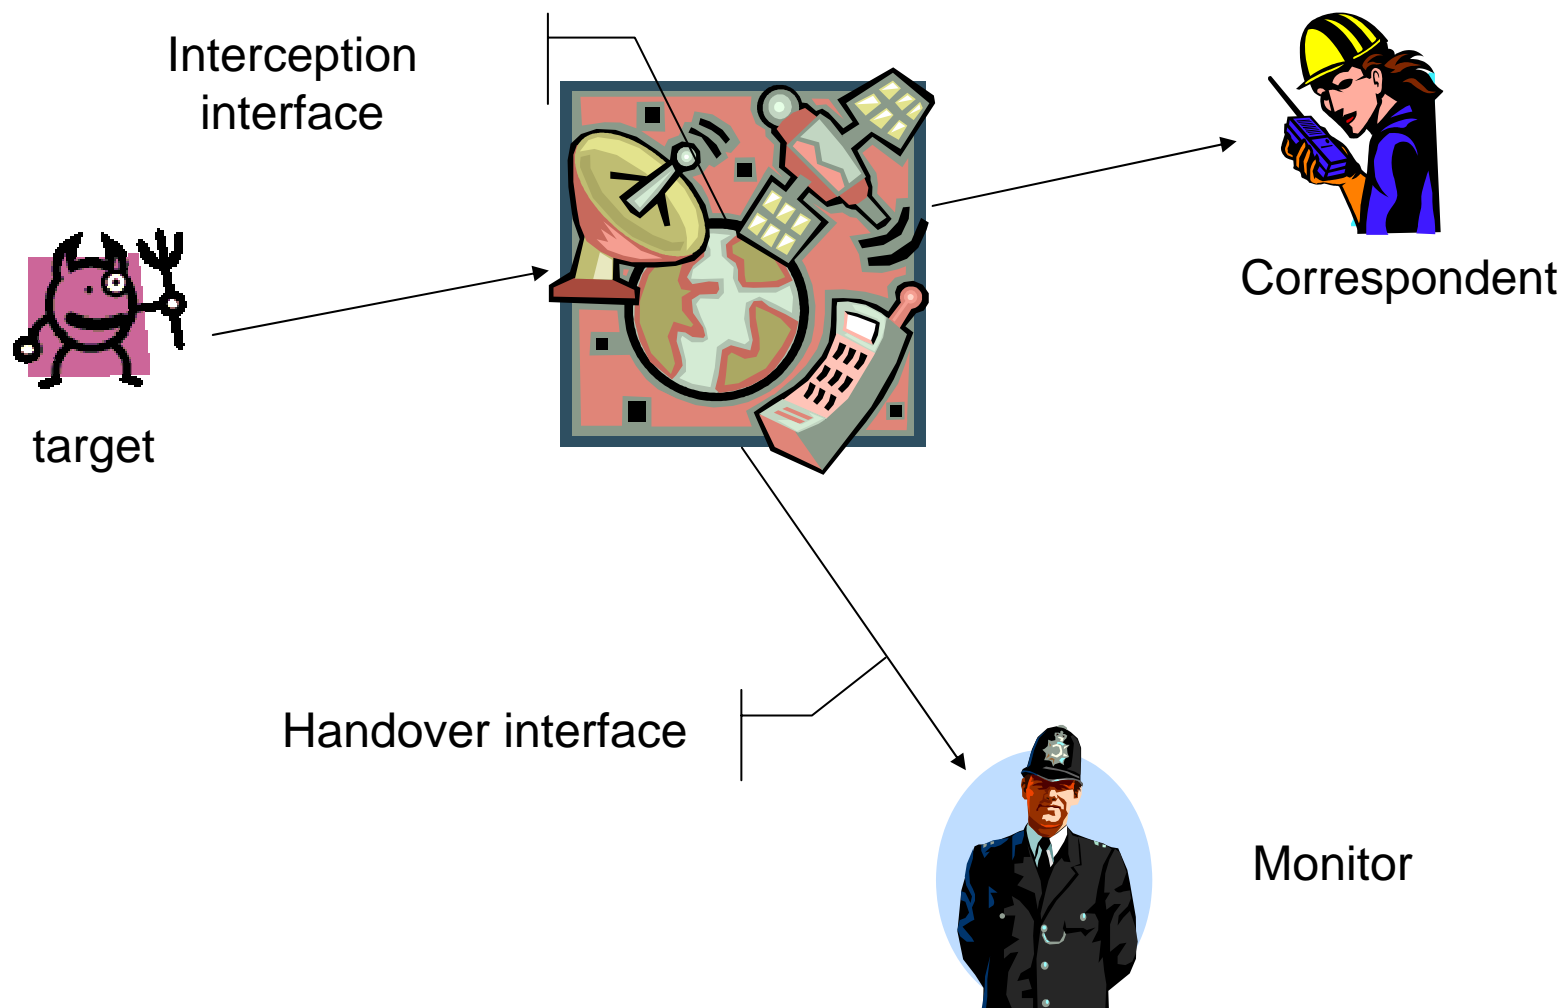 Interception
interface
Correspondent
target
Handover interface
Monitor